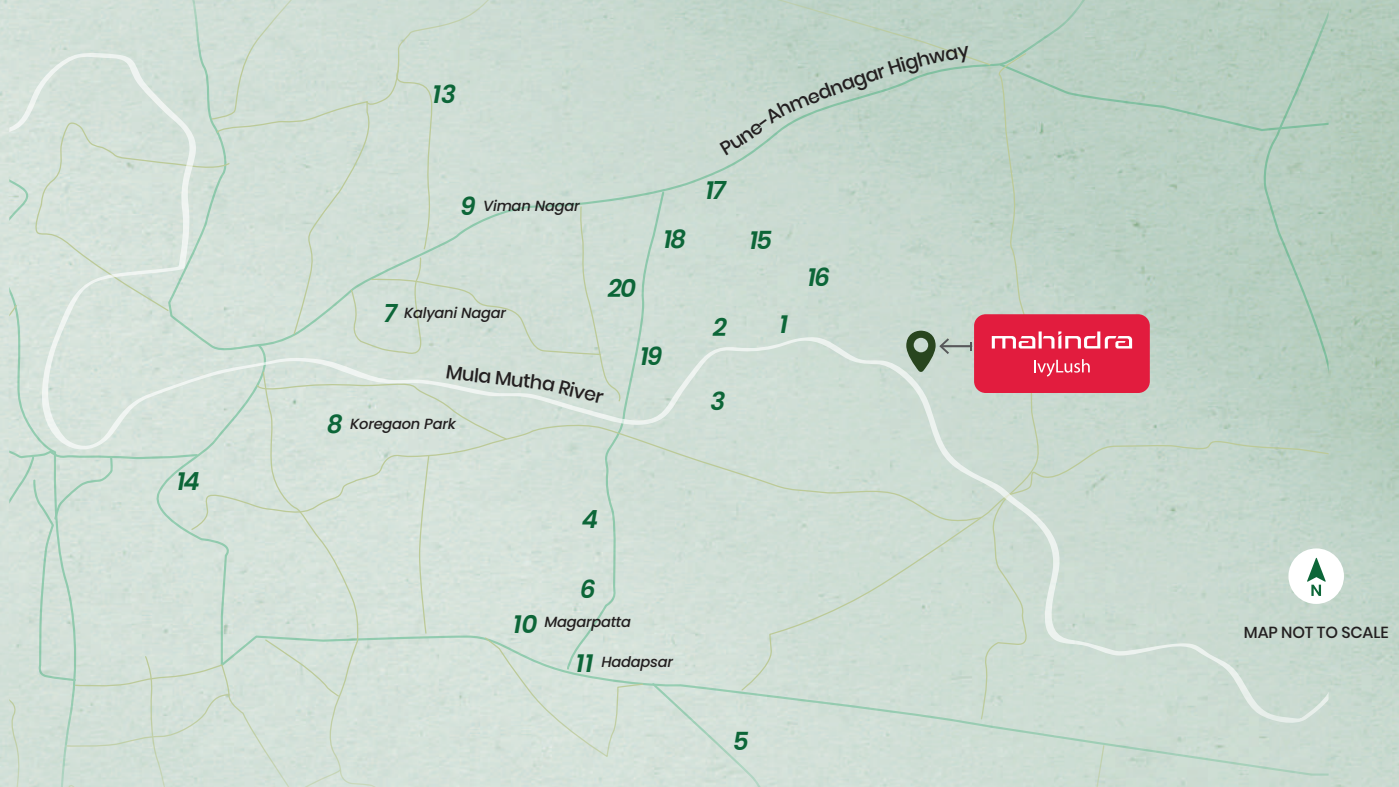 Pune-Ahmednagar Highway
13
17
9 Viman Nagar
18
15
16
20
7 Kalyani Nagar
2
1
19
mahindra
IvyLush
Mula Mutha River
3
8 Koregaon Park
14
4
6
N
10 Magarpatta
MAP NOT TO SCALE
11 Hadapsar
5